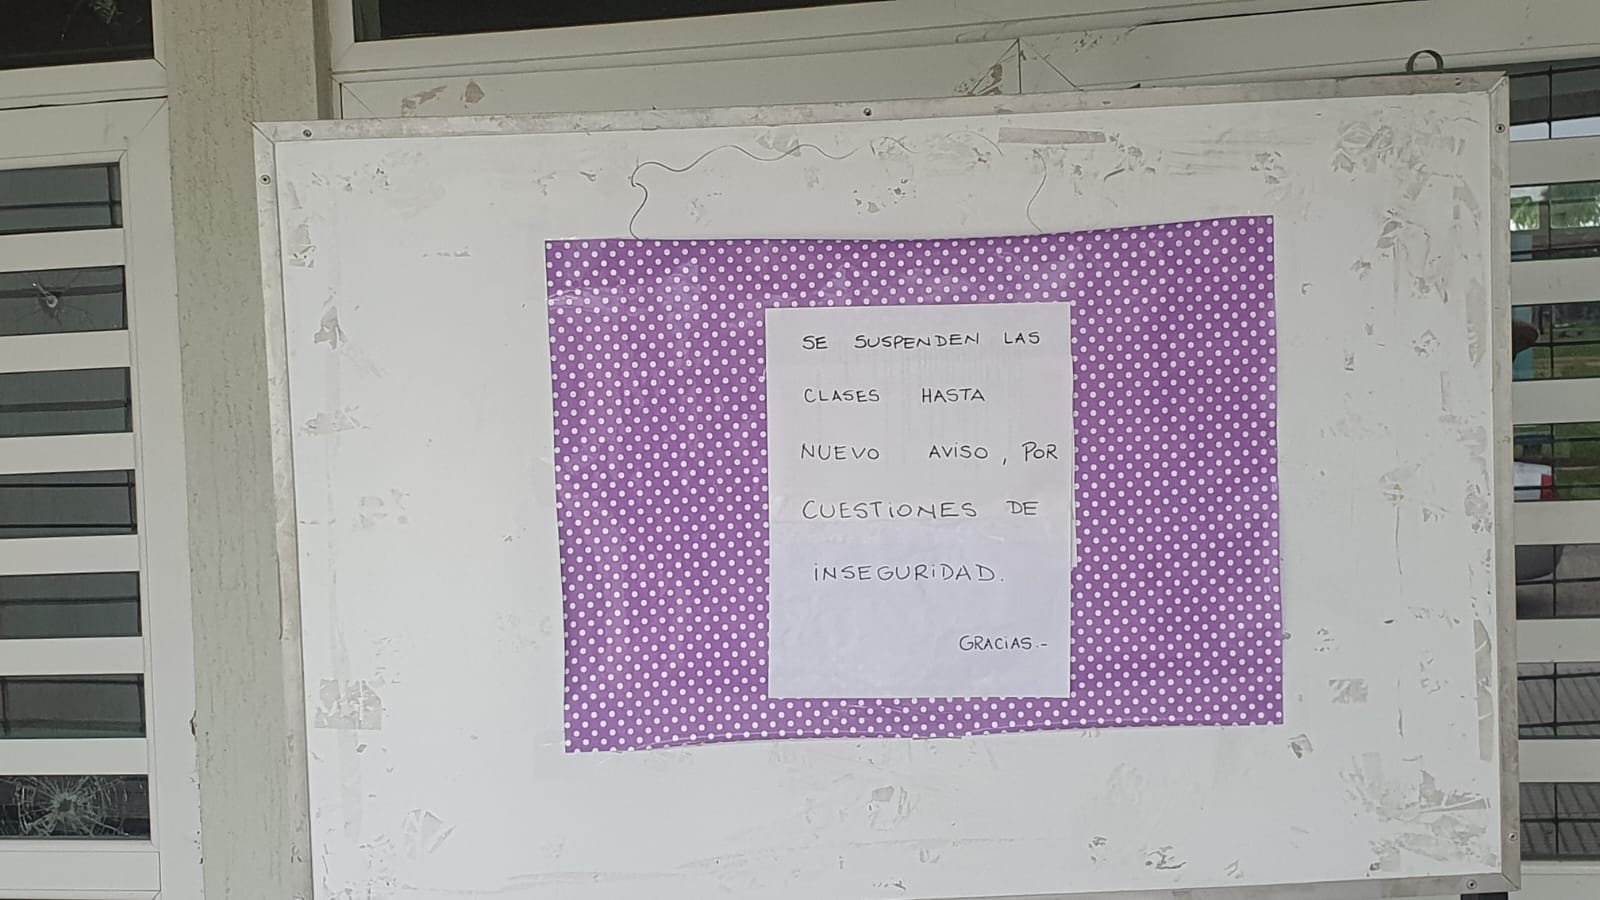 SE SUSPENDEN LAS
CLASES HASTA
NUEVO AVISO, POR
CUESTIONES DE
INSEGURIDAD.
GRACIAS.-